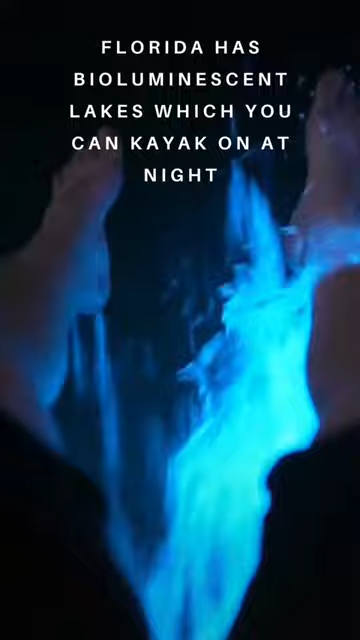 FLORIDA HAS
BIOLUMINESCENT
LAKES WHICH YOU
CAN KAYAK ON AT
NIGHT